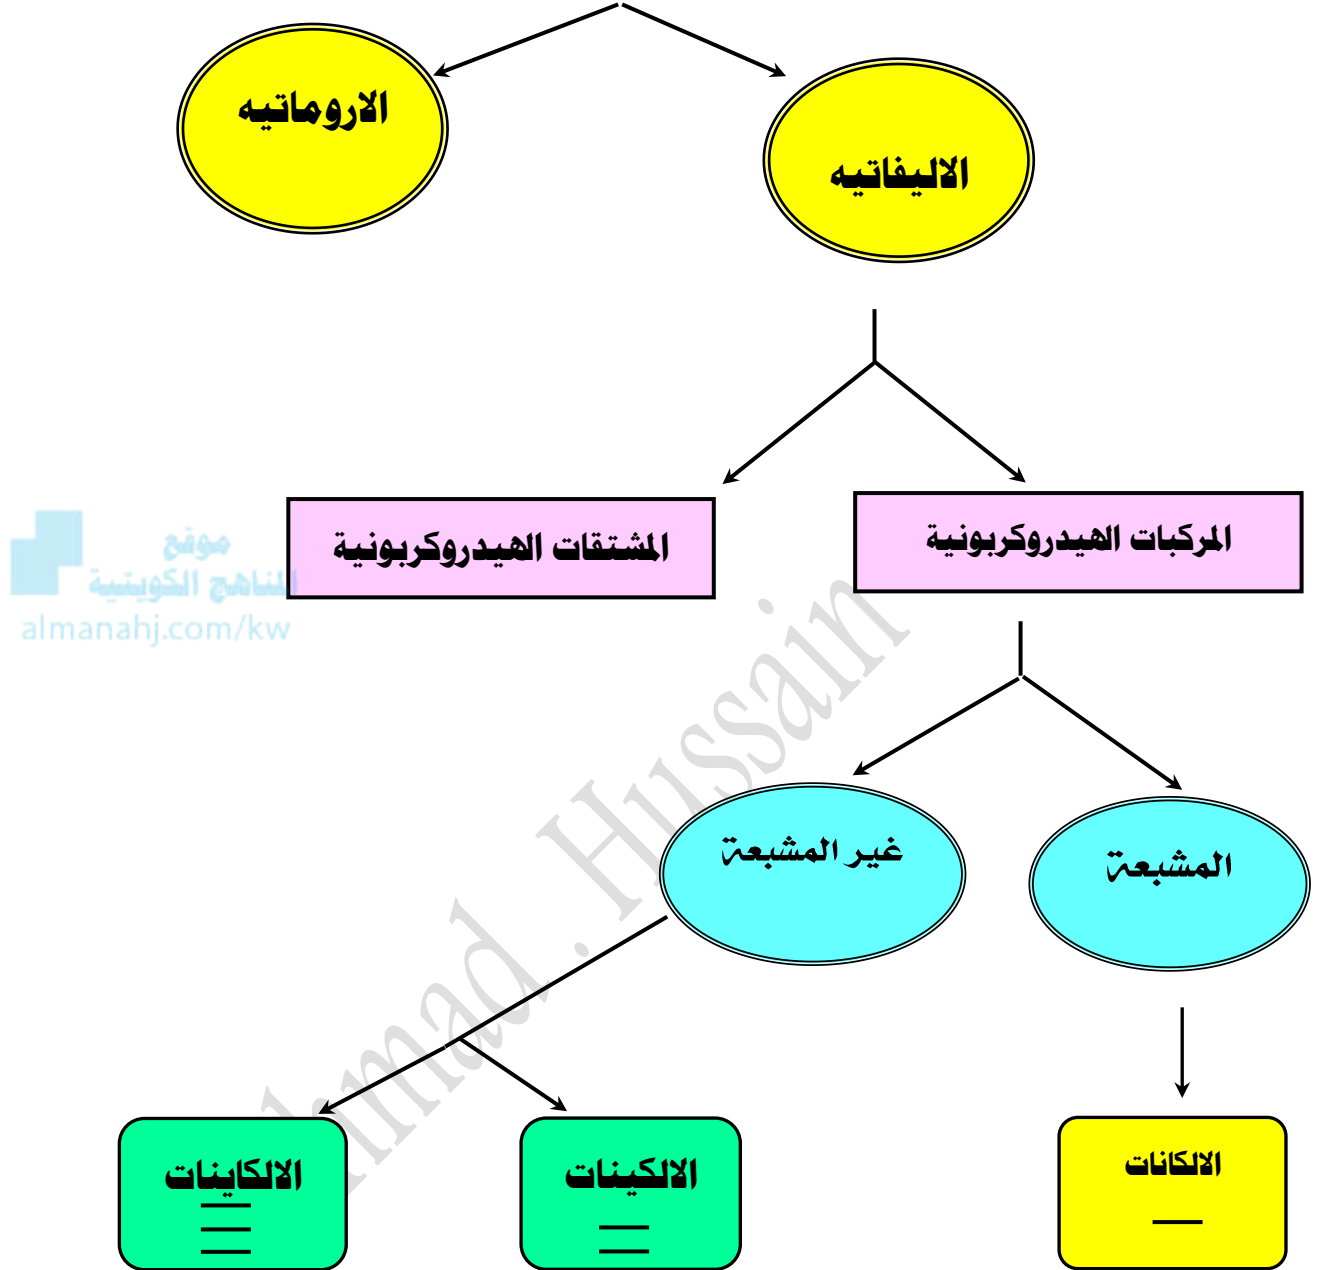 الاروماتيه
الاليفاتيه
المركبات الهيدروكربونية
المشتقات الهيدروكربونية
موقع
المناهج الكويتية
almanahj.com/kw
المشبعة
غير المشبعة
الالكانات
الالكينات
الالكاينات
hmad . Hussain